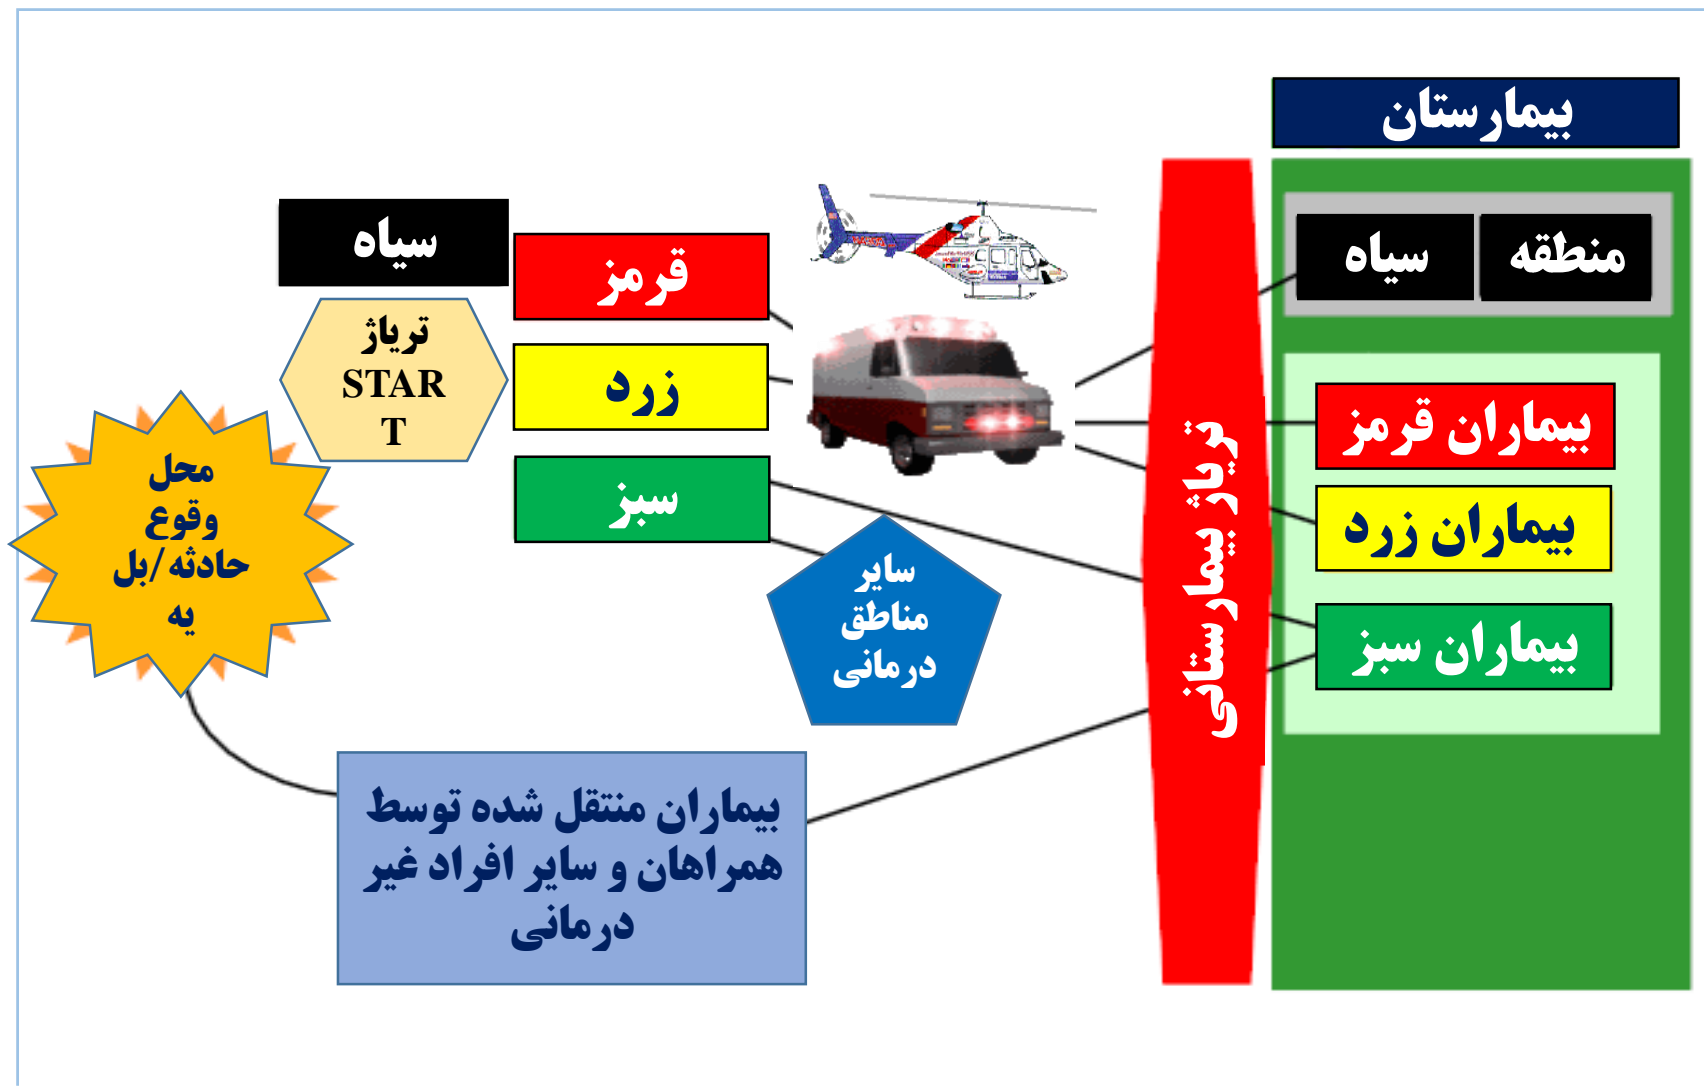 بیمارستان
منطقه
سیاه
سیاه
قرمز
تریاژ
STAR
T
زرد
سبز
محل
وقوع
حادثه/بل
یه
سایر
مناطق
درمانی
تریاژ بیمارستانی
بیماران قرمز
بیماران زرد
بیماران سبز
بیماران منتقل شده توسط
همراهان و سایر افراد غیر
درمانی